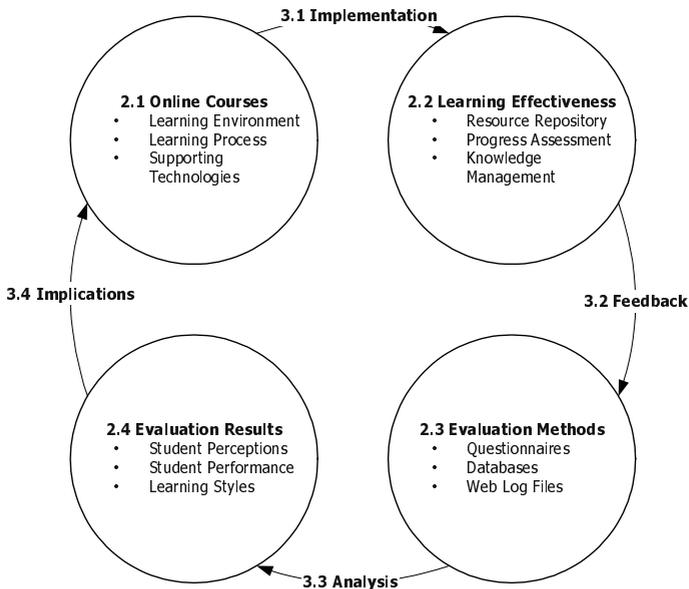 3.1 Implementation
2.1 Online Courses
• Learning Environment
• Learning Process
• Supporting
Technologies
2.2 Learning Effectiveness
• Resource Repository
• Progress Assessment
• Knowledge
Management
3.4 Implications
3.2 Feedback
2.4 Evaluation Results
• Student Perceptions
• Student Performance
• Learning Styles
2.3 Evaluation Methods
• Questionnaires
• Databases
• Web Log Files
3.3 Analysis